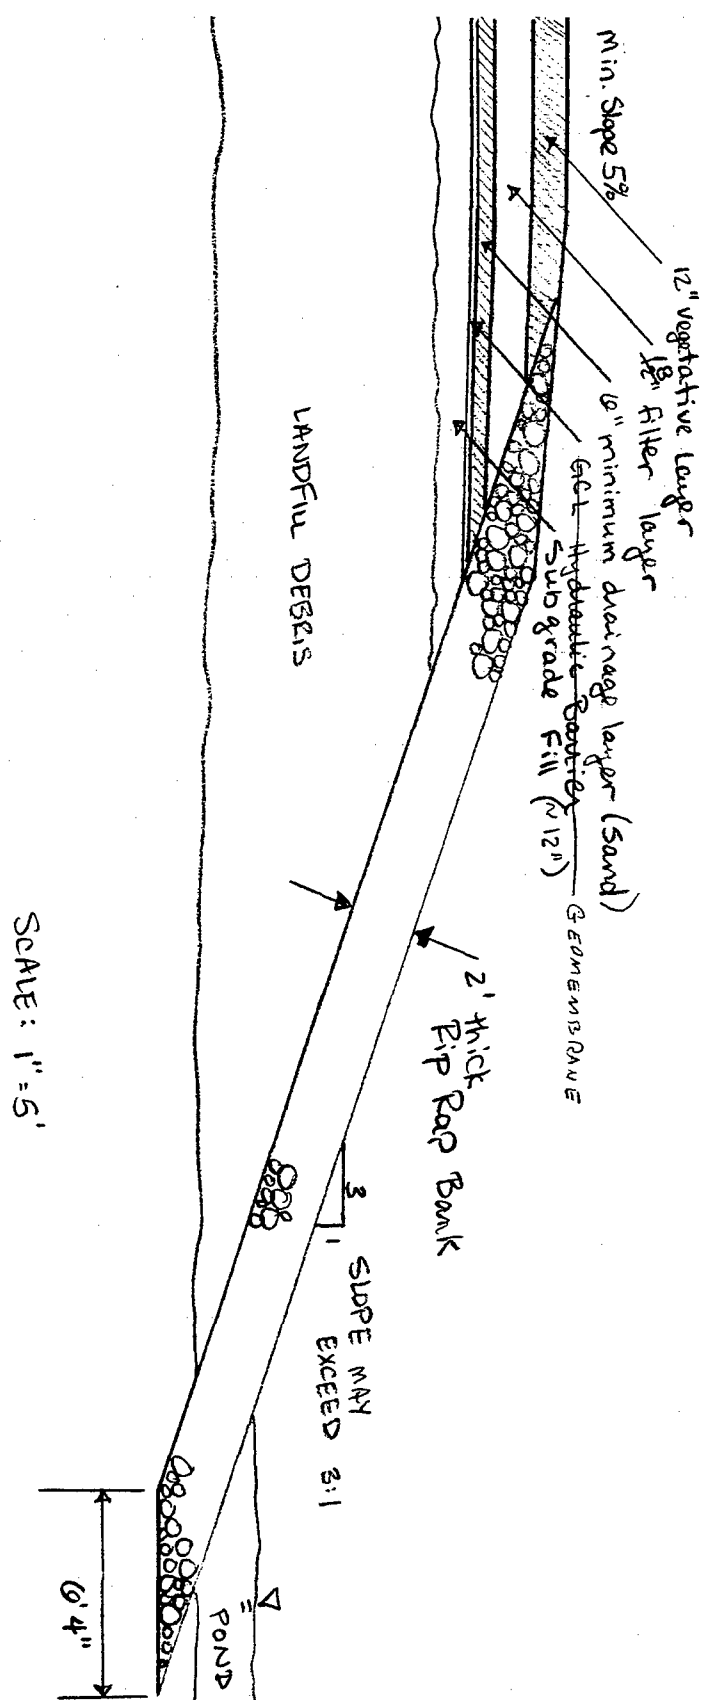 Min. Slope 5%
12" vegetative layer
18" filter layer
6" minimum drainage layer (sand)
GCL Hydraulic Barrier GEOMEMBRANE
Subgrade Fill (~12")
LANDFILL DEBRIS
2' thick
Rip Rap Bank
3
1
SLOPE MAY
EXCEED 3:1
POND
6'4"
SCALE: 1"=5'